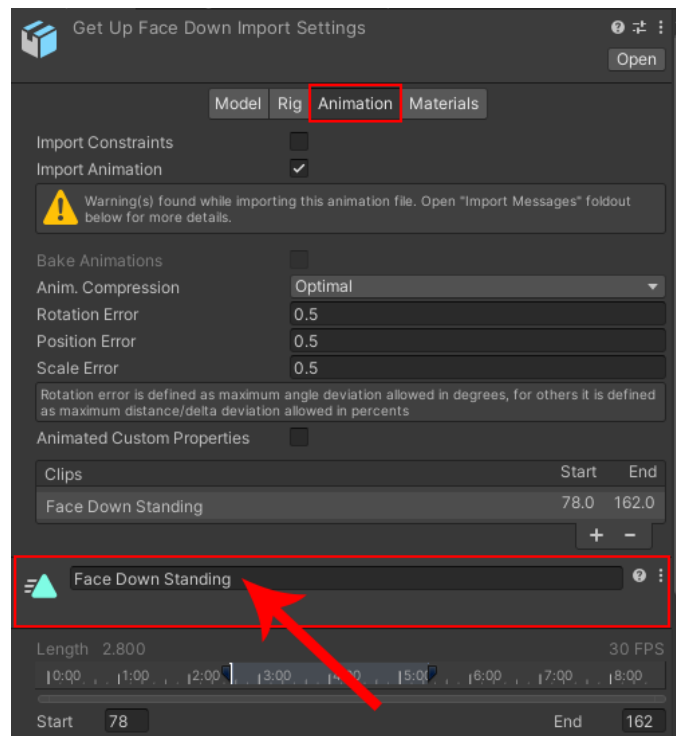 Get Up Face Down Import Settings
Open
Model Rig Animation Materials
Import Constraints
Import Animation
Warning(s) found while importing this animation file. Open "Import Messages" foldout
below for more details.
Bake Animations
Anim. Compression Optimal
Rotation Error 0.5
Position Error 0.5
Scale Error 0.5
Rotation error is defined as maximum angle deviation allowed in degrees, for others it is defined
as maximum distance/delta deviation allowed in percents
Animated Custom Properties
Clips Start End
Face Down Standing 78.0 162.0
+ −
Face Down Standing
Length 2.800 30 FPS
0:00 1:00 2:00 3:00 4:00 5:00 6:00 7:00 8:00
Start 78 End 162